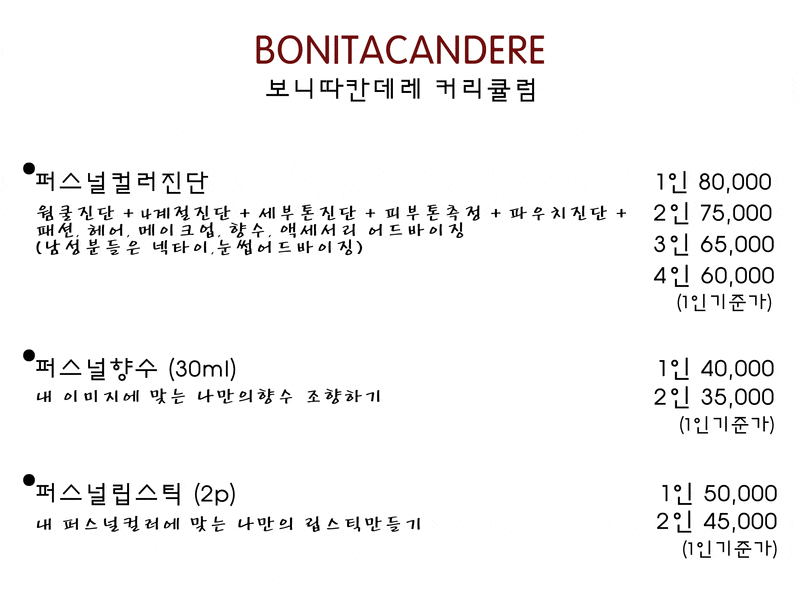 BONITACANDERE
보니따칸데레 커리큘럼
•퍼스널컬러진단
웜쿨진단 + 4계절진단 + 세부톤진단 + 피부톤측정 + 파우치진단 +
패션, 헤어, 메이크업, 향수, 액세서리 어드바이징
(남성분들은 넥타이,눈썹어드바이징)
1인 80,000
2인 75,000
3인 65,000
4인 60,000
(1인기준가)
•퍼스널향수 (30ml)
내 이미지에 맞는 나만의향수 조향하기
1인 40,000
2인 35,000
(1인기준가)
•퍼스널립스틱 (2p)
내 퍼스널컬러에 맞는 나만의 립스틱만들기
1인 50,000
2인 45,000
(1인기준가)